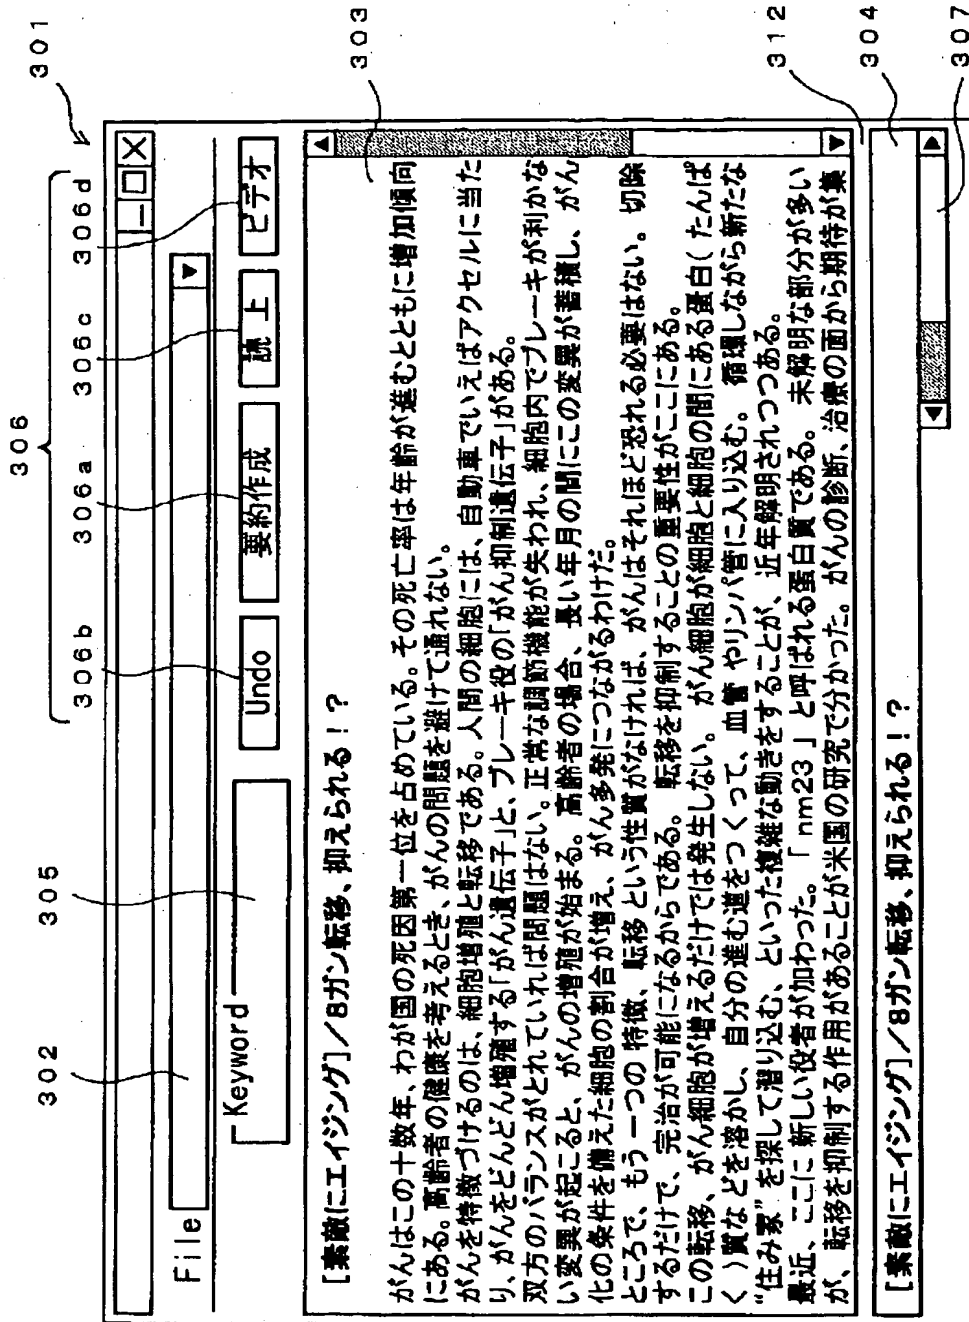 306
306b 306a 306c 306d
301
302
305
File
Keyword
Undo
要約作成
読 上
ビデオ
303
[素敵にエイジング]/8ガン転移、抑えられる!?
がんはこの十数年、わが国の死因第一位を占めている。その死亡率は年齢が進むとともに増加傾向
にある。高齢者の健康を考えるとき、がんの問題を避けて通れない。
がんを特徴づけるのは、細胞増殖と転移である。人間の細胞には、自動車でいえばアクセルに当た
り、がんをどんどん増殖する「がん遺伝子」と、ブレーキ役の「がん抑制遺伝子」がある。
双方のバランスがとれていれば問題はない。正常な調節機能が失われ、細胞内でブレーキが利かな
い変異が起こると、がんの増殖が始まる。高齢者の場合、長い年月の間にこの変異が蓄積し、がん
化の条件を備えた細胞の割合が増え、がん多発につながるわけだ。
ところで、もう一つの特徴、転移という性質がなければ、がんはそれほど恐れる必要はない。切除
するだけで、完治が可能になるからである。転移を抑制することの重要性がここにある。
この転移、がん細胞が増えるだけでは発生しない。がん細胞が細胞と細胞の間にある蛋白(たんぱ
く)質などを溶かし、自分の進む道をつくって、血管やリンパ管に入り込む。循環しながら新たな
“住み家”を探して潜り込む、といった複雑な動きをすることが、近年解明されつつある。
最近、ここに新しい役者が加わった。「nm23」と呼ばれる蛋白質である。未解明な部分が多い
が、転移を抑制する作用があることが米国の研究で分かった。がんの診断、治療の面から期待が集
312
[素敵にエイジング]/8ガン転移、抑えられる!?
304
307